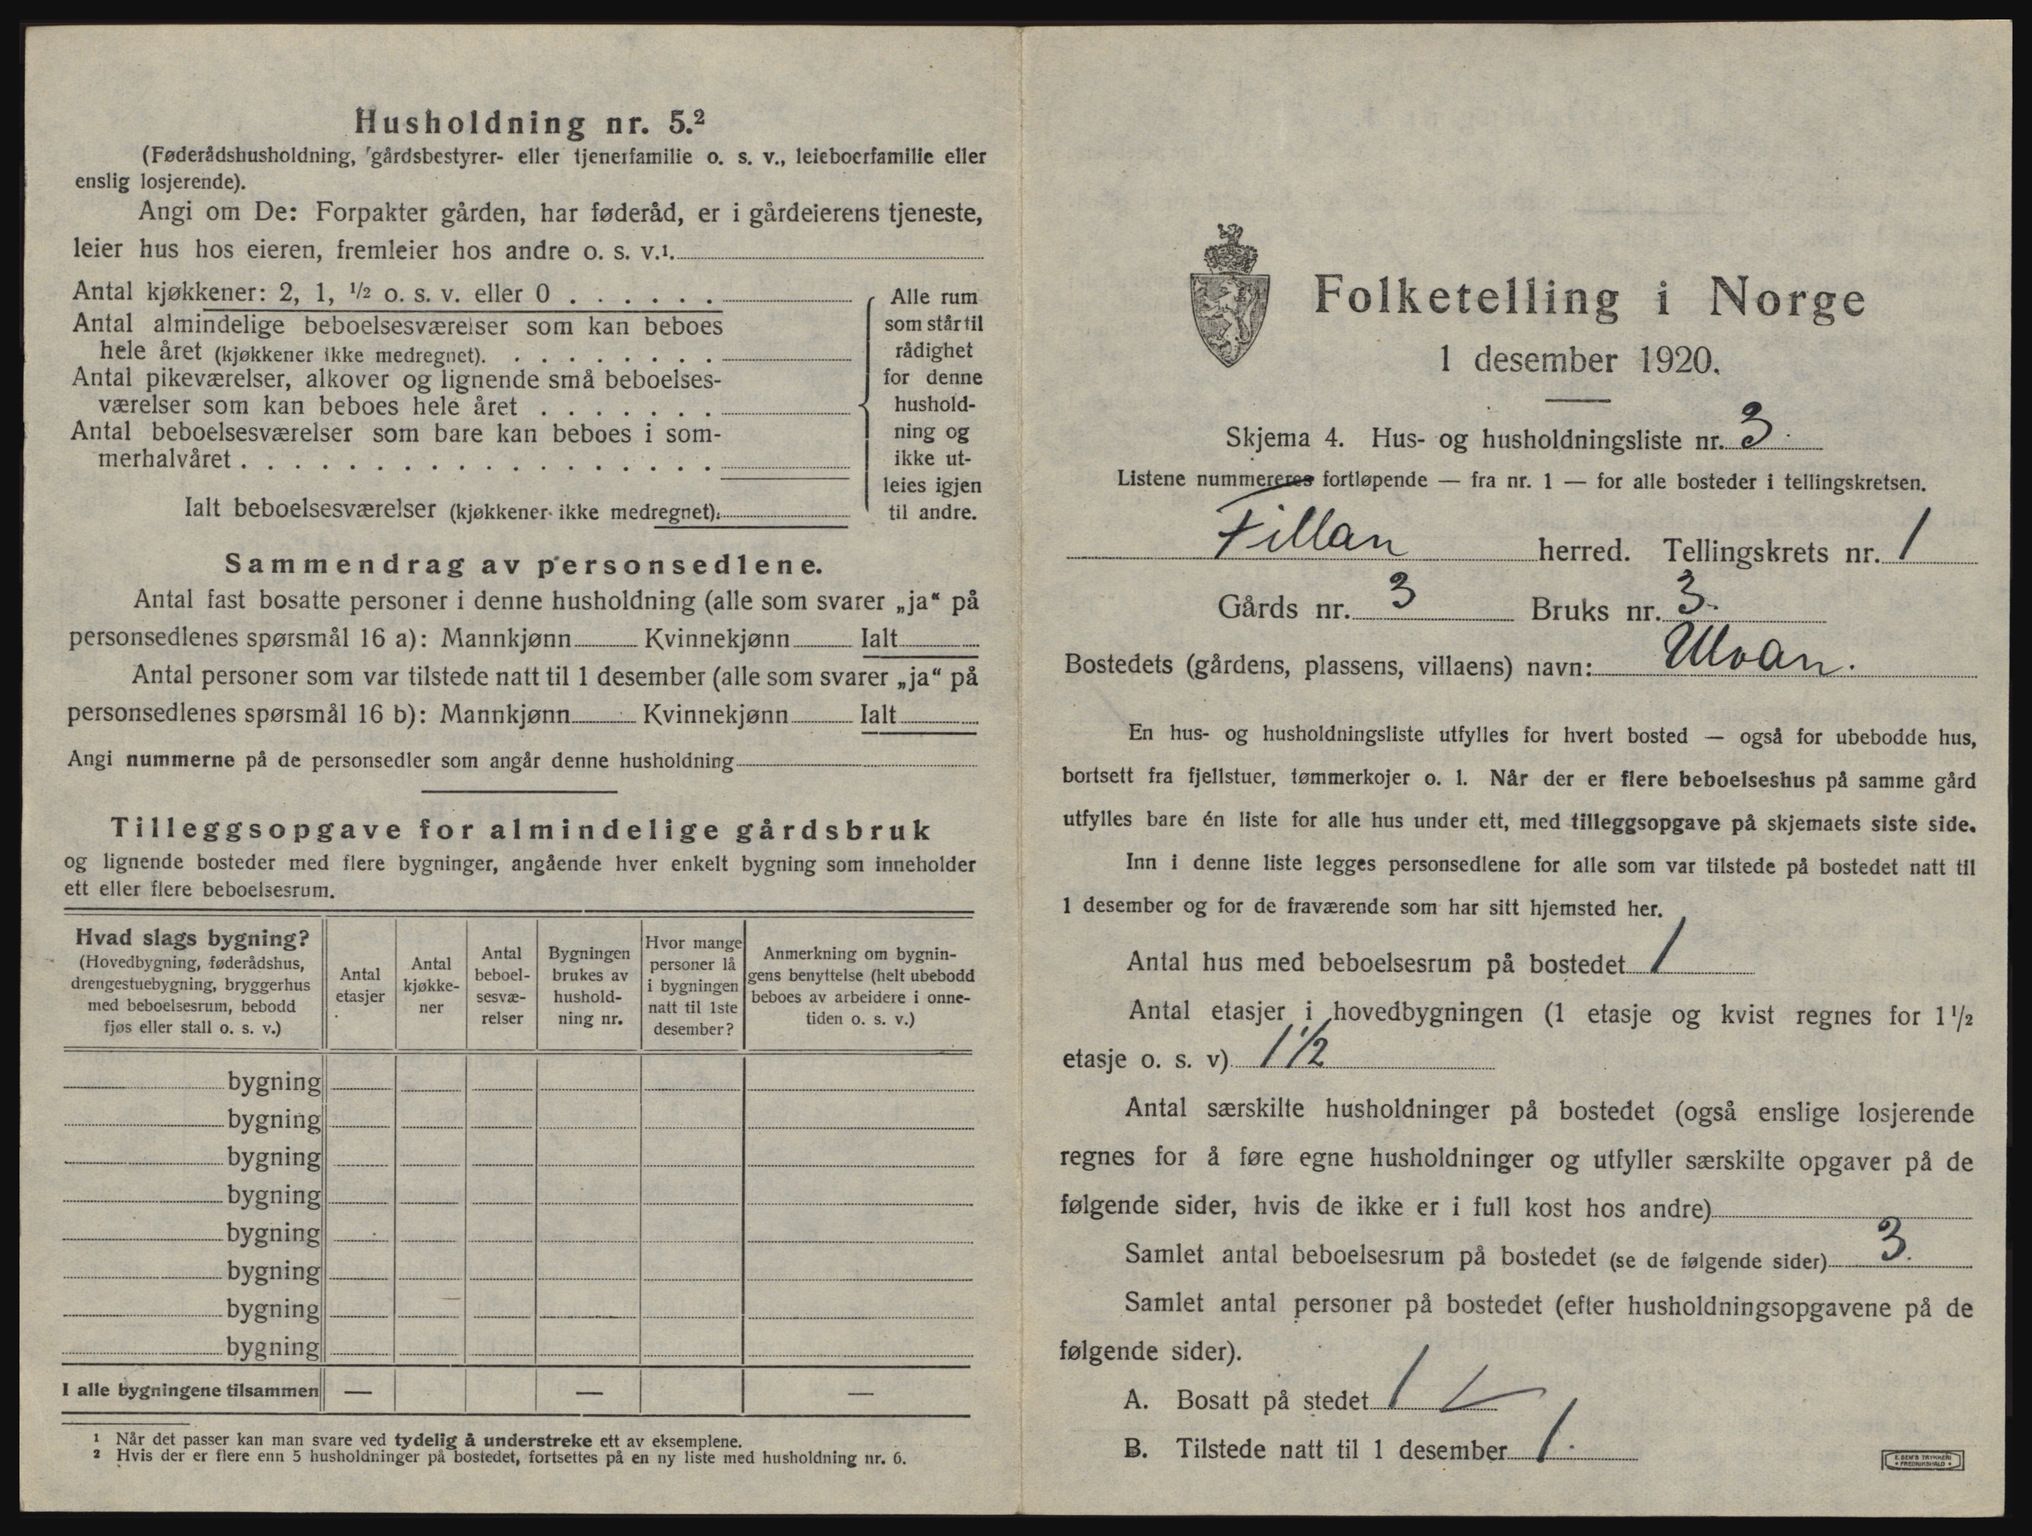 Husholdning nr. 5.²
(Føderådshusholdning, gårdsbestyrer- eller tjenerfamilie o. s. v., leieboerfamilie eller
enslig losjerende).
Angi om De: Forpakter gården, har føderåd, er i gårdeierens tjeneste,
leier hus hos eieren, fremleier hos andre o. s. v.¹.
Antal kjøkkener: 2, 1, ½ o. s. v. eller 0 . . . . . .
Antal almindelige beboelsesværelser som kan beboes
hele året (kjøkkener ikke medregnet). . . . . . . . .
Antal pikeværelser, alkover og lignende små beboelses-
værelser som kan beboes hele året . . . . . . .
Antal beboelsesværelser som bare kan beboes i som-
merhalvåret . . . . . . . . . . . . . . . . . .
Ialt beboelsesværelser (kjøkkener ikke medregnet).
Alle rum
som står til
rådighet
for denne
hushold-
ning og
ikke ut-
leies igjen
til andre.
Sammendrag av personsedlene.
Antal fast bosatte personer i denne husholdning (alle som svarer „ja“ på
personsedlenes spørsmål 16 a): Mannkjønn Kvinnekjønn Ialt
Antal personer som var tilstede natt til 1 desember (alle som svarer „ja“ på
personsedlenes spørsmål 16 b): Mannkjønn Kvinnekjønn Ialt
Angi nummerne på de personsedler som angår denne husholdning
Tilleggsopgave for almindelige gårdsbruk
og lignende bosteder med flere bygninger, angående hver enkelt bygning som inneholder
ett eller flere beboelsesrum.
Hvad slags bygning?
(Hovedbygning, føderådshus,
drengestuebygning, bryggerhus
med beboelsesrum, bebodd
fjøs eller stall o. s. v.)
Antal
etasjer
Antal
kjøkke-
ner
Antal
beboel-
sesvæ-
relser
Bygningen
brukes av
hushold-
ning nr.
Hvor mange
personer lå
i bygningen
natt til 1ste
desember?
Anmerkning om bygnin-
gens benyttelse (helt ubebodd
beboes av arbeidere i onne-
tiden o. s. v.)
bygning
bygning
bygning
bygning
bygning
bygning
bygning
bygning
I alle bygningene tilsammen — — —
¹ Når det passer kan man svare ved tydelig å understreke ett av eksemplene.
² Hvis der er flere enn 5 husholdninger på bostedet, fortsettes på en ny liste med husholdning nr. 6.
Folketelling i Norge
1 desember 1920.
Skjema 4. Hus- og husholdningsliste nr. 3.
Listene nummereres fortløpende — fra nr. 1 — for alle bosteder i tellingskretsen.
Fillan herred. Tellingskrets nr. 1
Gårds nr. 3 Bruks nr. 3.
Bostedets (gårdens, plassens, villaens) navn: Ulvan.
En hus- og husholdningsliste utfylles for hvert bosted — også for ubebodde hus,
bortsett fra fjellstuer, tømmerkojer o. l. Når der er flere beboelseshus på samme gård
utfylles bare én liste for alle hus under ett, med tilleggsopgave på skjemaets siste side.
Inn i denne liste legges personsedlene for alle som var tilstede på bostedet natt til
1 desember og for de fraværende som har sitt hjemsted her.
Antal hus med beboelsesrum på bostedet 1
Antal etasjer i hovedbygningen (1 etasje og kvist regnes for 1½
etasje o. s. v) 1½
Antal særskilte husholdninger på bostedet (også enslige losjerende
regnes for å føre egne husholdninger og utfyller særskilte opgaver på de
følgende sider, hvis de ikke er i full kost hos andre)
Samlet antal beboelsesrum på bostedet (se de følgende sider) 3.
Samlet antal personer på bostedet (efter husholdningsopgavene på de
følgende sider).
A. Bosatt på stedet 1
B. Tilstede natt til 1 desember 1.